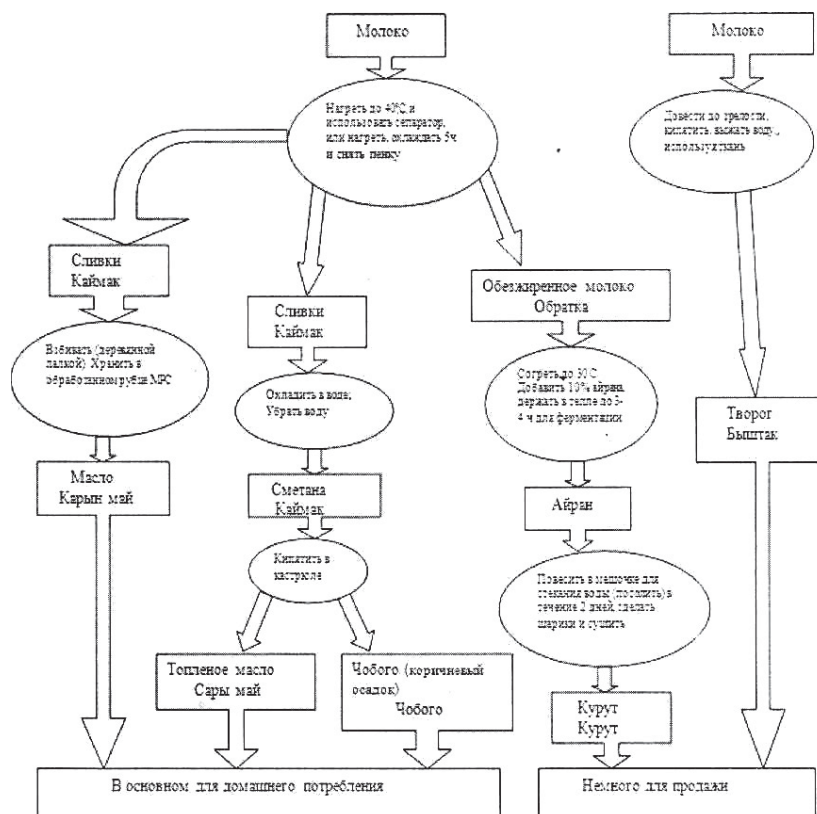 Молоко
Молоко
Нагреть до 40°С, и
использовать сепаратор,
или нагреть, охлаждать 5ч
и снять пенку
Довести до зрелости,
кипятить, выжать воду,
используя ткань
Сливки
Каймак
Сливки
Каймак
Обезжиренное молоко
Обратка
Взбивать (деревянной
палкой). Хранить в
обработанном рубце МРС
Охладить в воде;
Убрать воду
Согреть до 30°С
Добавить 10% айрана,
держать в тепле до 3-
4 ч для ферментации
Творог
Быштак
Масло
Карын май
Сметана
Каймак
Айран
Кипятить в
кастрюле
Повесить в мешочке для
стекания воды (посолить) в
течение 2 дней, сделать
шарики и сушить
Топленое масло
Сары май
Чобого (коричневый
осадок)
Чобого
Курут
Курут
В основном для домашнего потребления
Немного для продажи